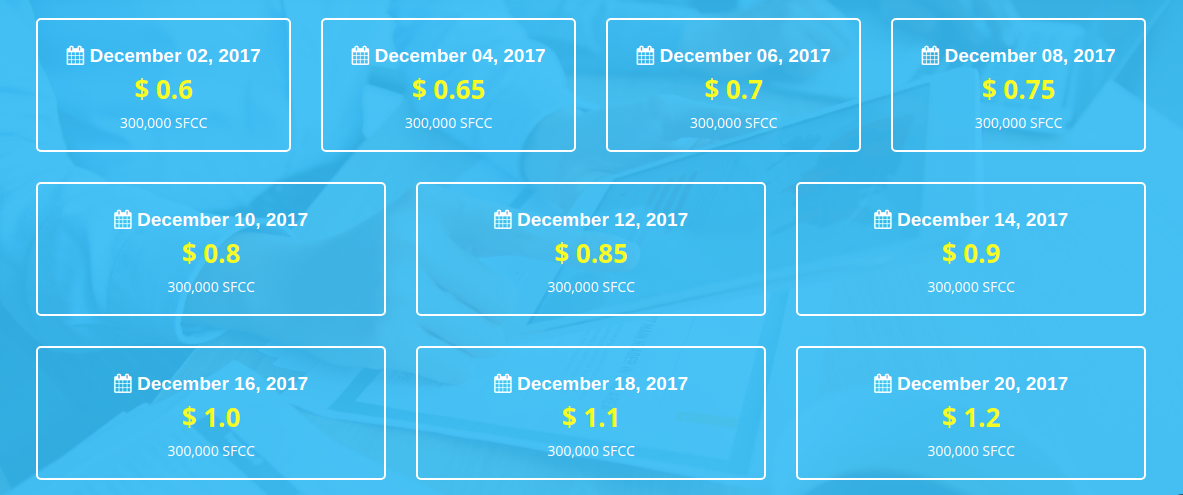 December 02, 2017
$ 0.6
300,000 SFCC
December 04, 2017
$ 0.65
300,000 SFCC
December 06, 2017
$ 0.7
300,000 SFCC
December 08, 2017
$ 0.75
300,000 SFCC
December 10, 2017
$ 0.8
300,000 SFCC
December 12, 2017
$ 0.85
300,000 SFCC
December 14, 2017
$ 0.9
300,000 SFCC
December 16, 2017
$ 1.0
300,000 SFCC
December 18, 2017
$ 1.1
300,000 SFCC
December 20, 2017
$ 1.2
300,000 SFCC